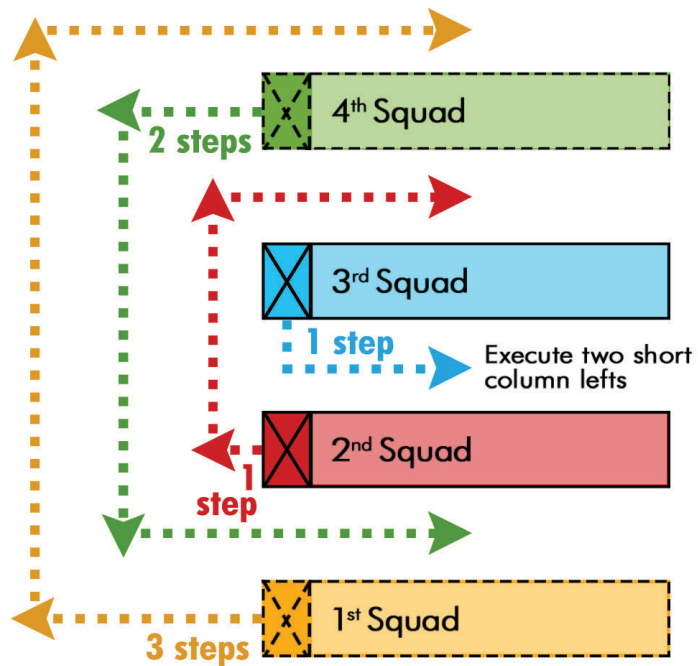 4th Squad
2 steps
3rd Squad
1 step
Execute two short
column lefts
2nd Squad
1
step
1st Squad
3 steps